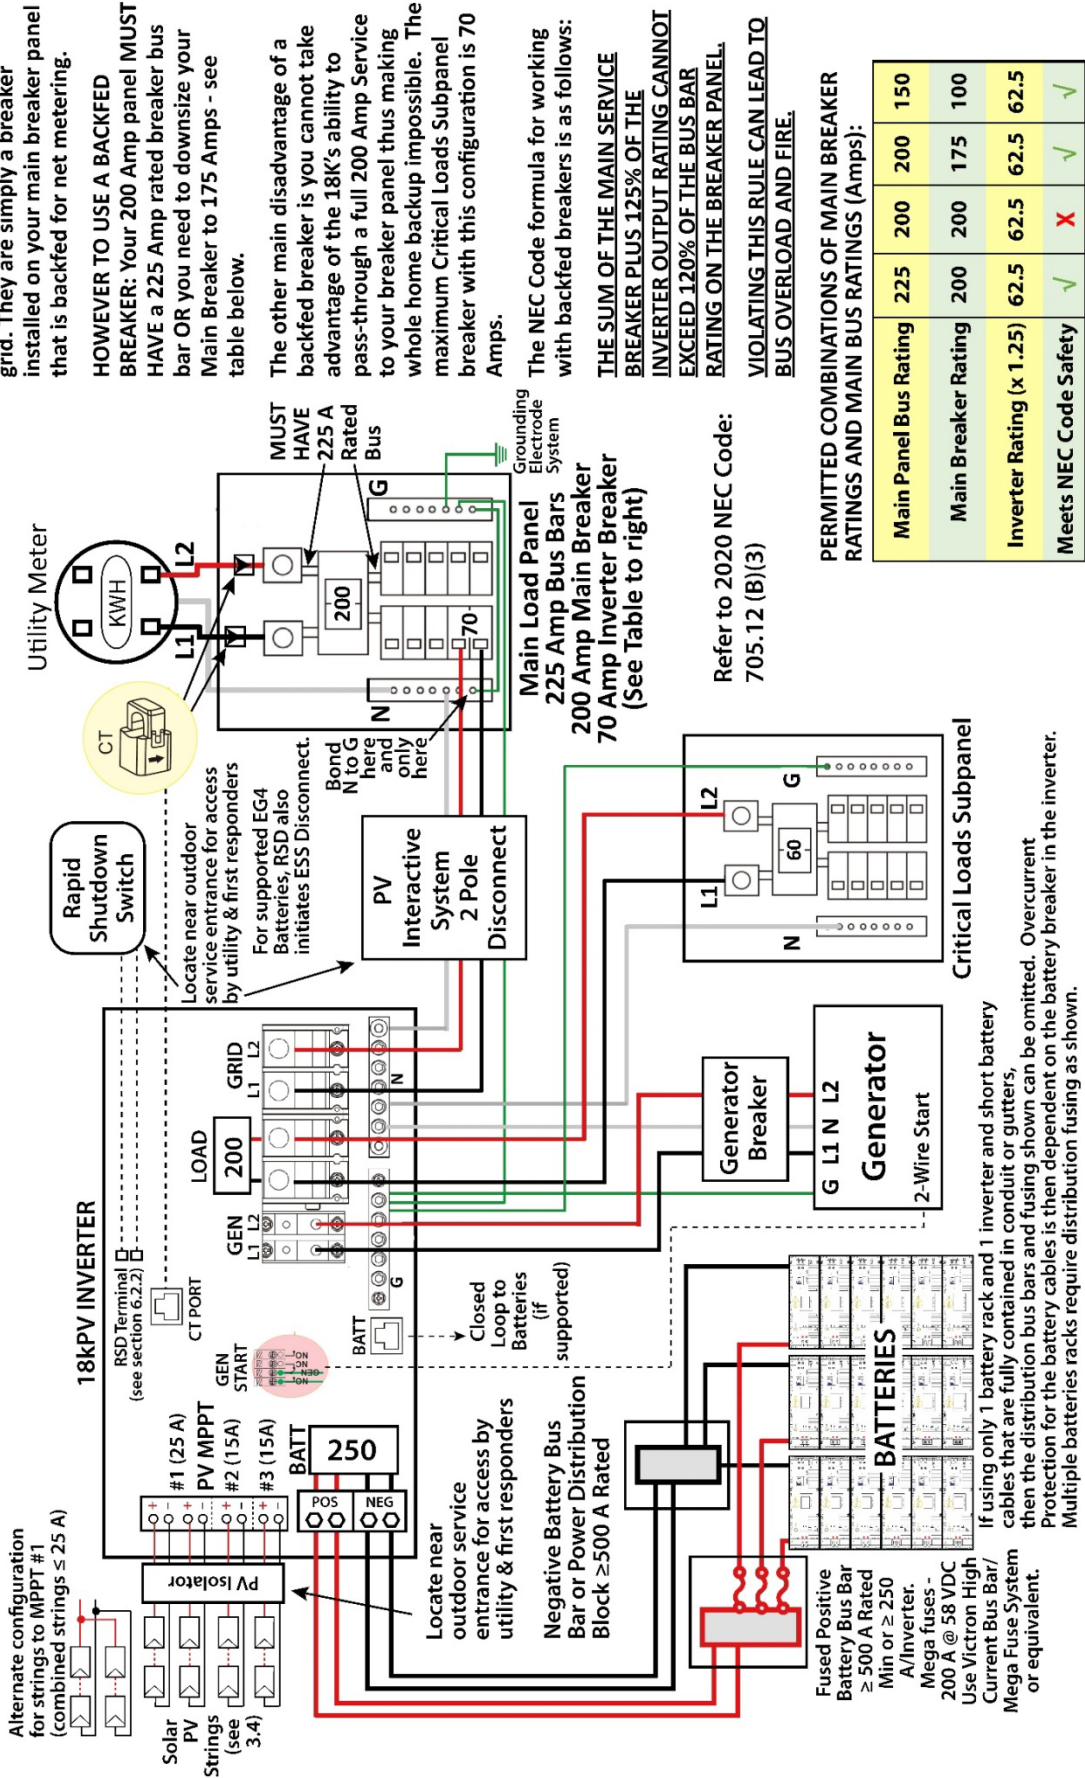 Alternate configuration
for strings to MPPT #1
(combined strings ≤ 25 A)
Solar
PV
Strings
(see
3.4)
PV Isolator
#1 (25 A)
PV MPPT
#2 (15A)
#3 (15A)
+
-
+
-
+
-
+
-
BATT
250
POS
NEG
18kPV INVERTER
RSD Terminal
(see section 6.2.2)
CT PORT
GEN
START
NO
NC
GEN
NO
BATT
Closed
Loop to
Batteries
(if
supported)
GEN
L1 L2
LOAD
200
GRID
L1 L2
G
N
Locate near
outdoor service
entrance for access by
utility & first responders
Negative Battery Bus
Bar or Power Distribution
Block ≥500 A Rated
Fused Positive
Battery Bus Bar
≥ 500 A Rated
Min or ≥ 250
A/Inverter.
Mega fuses -
200 A @ 58 VDC
Use Victron High
Current Bus Bar/
Mega Fuse System
or equivalent.
BATTERIES
If using only 1 battery rack and 1 inverter and short battery
cables that are fully contained in conduit or gutters,
then the distribution bus bars and fusing shown can be omitted. Overcurrent
Protection for the battery cables is then dependent on the battery breaker in the inverter.
Multiple batteries racks require distribution fusing as shown.
Generator
Breaker
G L1 N L2
Generator
2-Wire Start
Rapid
Shutdown
Switch
Locate near outdoor
service entrance for access
by utility & first responders
For supported EG4
Batteries, RSD also
initiates ESS Disconnect.
PV
Interactive
System
2 Pole
Disconnect
CT
Utility Meter
KWH
L1
L2
Bond
N to G
here
and
only
here
N
G
200
70
MUST
HAVE
225 A
Rated
Bus
Grounding
Electrode
System
Main Load Panel
225 Amp Bus Bars
200 Amp Main Breaker
70 Amp Inverter Breaker
(See Table to right)
L1
L2
N
G
60
Critical Loads Subpanel
Refer to 2020 NEC Code:
705.12 (B)(3)
grid. They are simply a breaker
installed on your main breaker panel
that is backfed for net metering.
HOWEVER TO USE A BACKFED
BREAKER: Your 200 Amp panel MUST
HAVE a 225 Amp rated breaker bus
bar OR you need to downsize your
Main Breaker to 175 Amps - see
table below.
The other main disadvantage of a
backfed breaker is you cannot take
advantage of the 18K's ability to
pass-through a full 200 Amp Service
to your breaker panel thus making
whole home backup impossible. The
maximum Critical Loads Subpanel
breaker with this configuration is 70
Amps.
The NEC Code formula for working
with backfed breakers is as follows:
THE SUM OF THE MAIN SERVICE
BREAKER PLUS 125% OF THE
INVERTER OUTPUT RATING CANNOT
EXCEED 120% OF THE BUS BAR
RATING ON THE BREAKER PANEL.
VIOLATING THIS RULE CAN LEAD TO
BUS OVERLOAD AND FIRE.
PERMITTED COMBINATIONS OF MAIN BREAKER
RATINGS AND MAIN BUS RATINGS (Amps):
Main Panel Bus Rating 225 200 200 150
Main Breaker Rating 200 200 175 100
Inverter Rating (x 1.25) 62.5 62.5 62.5 62.5
Meets NEC Code Safety √ X √ √